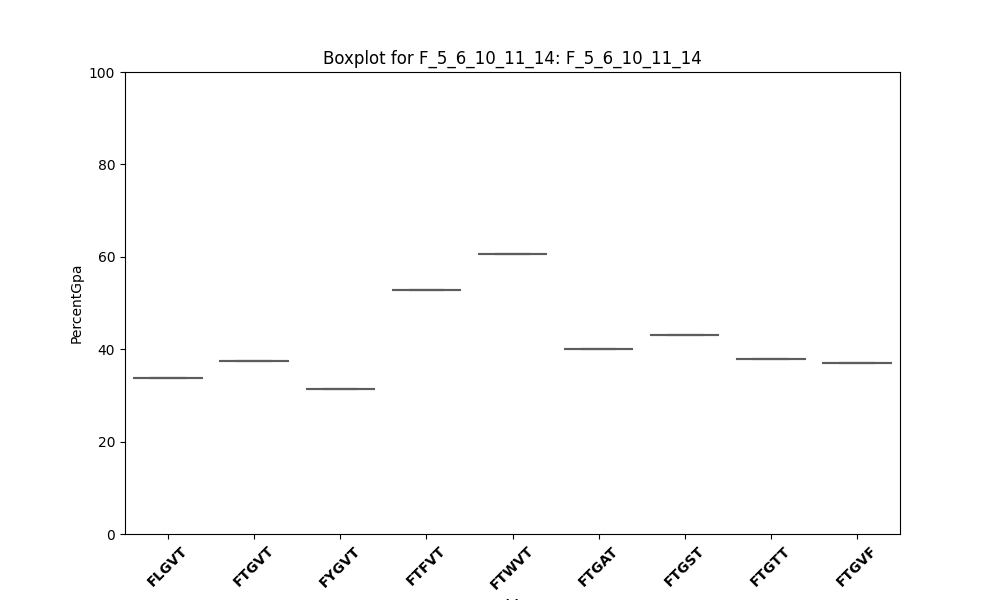 Boxplot for F_5_6_10_11_14: F_5_6_10_11_14
100
80
60
40
20
0
PercentGpa
FLGVT
FTGVT
FYGVT
FTFVT
FTWVT
FTGAT
FTGST
FTGTT
FTGVF